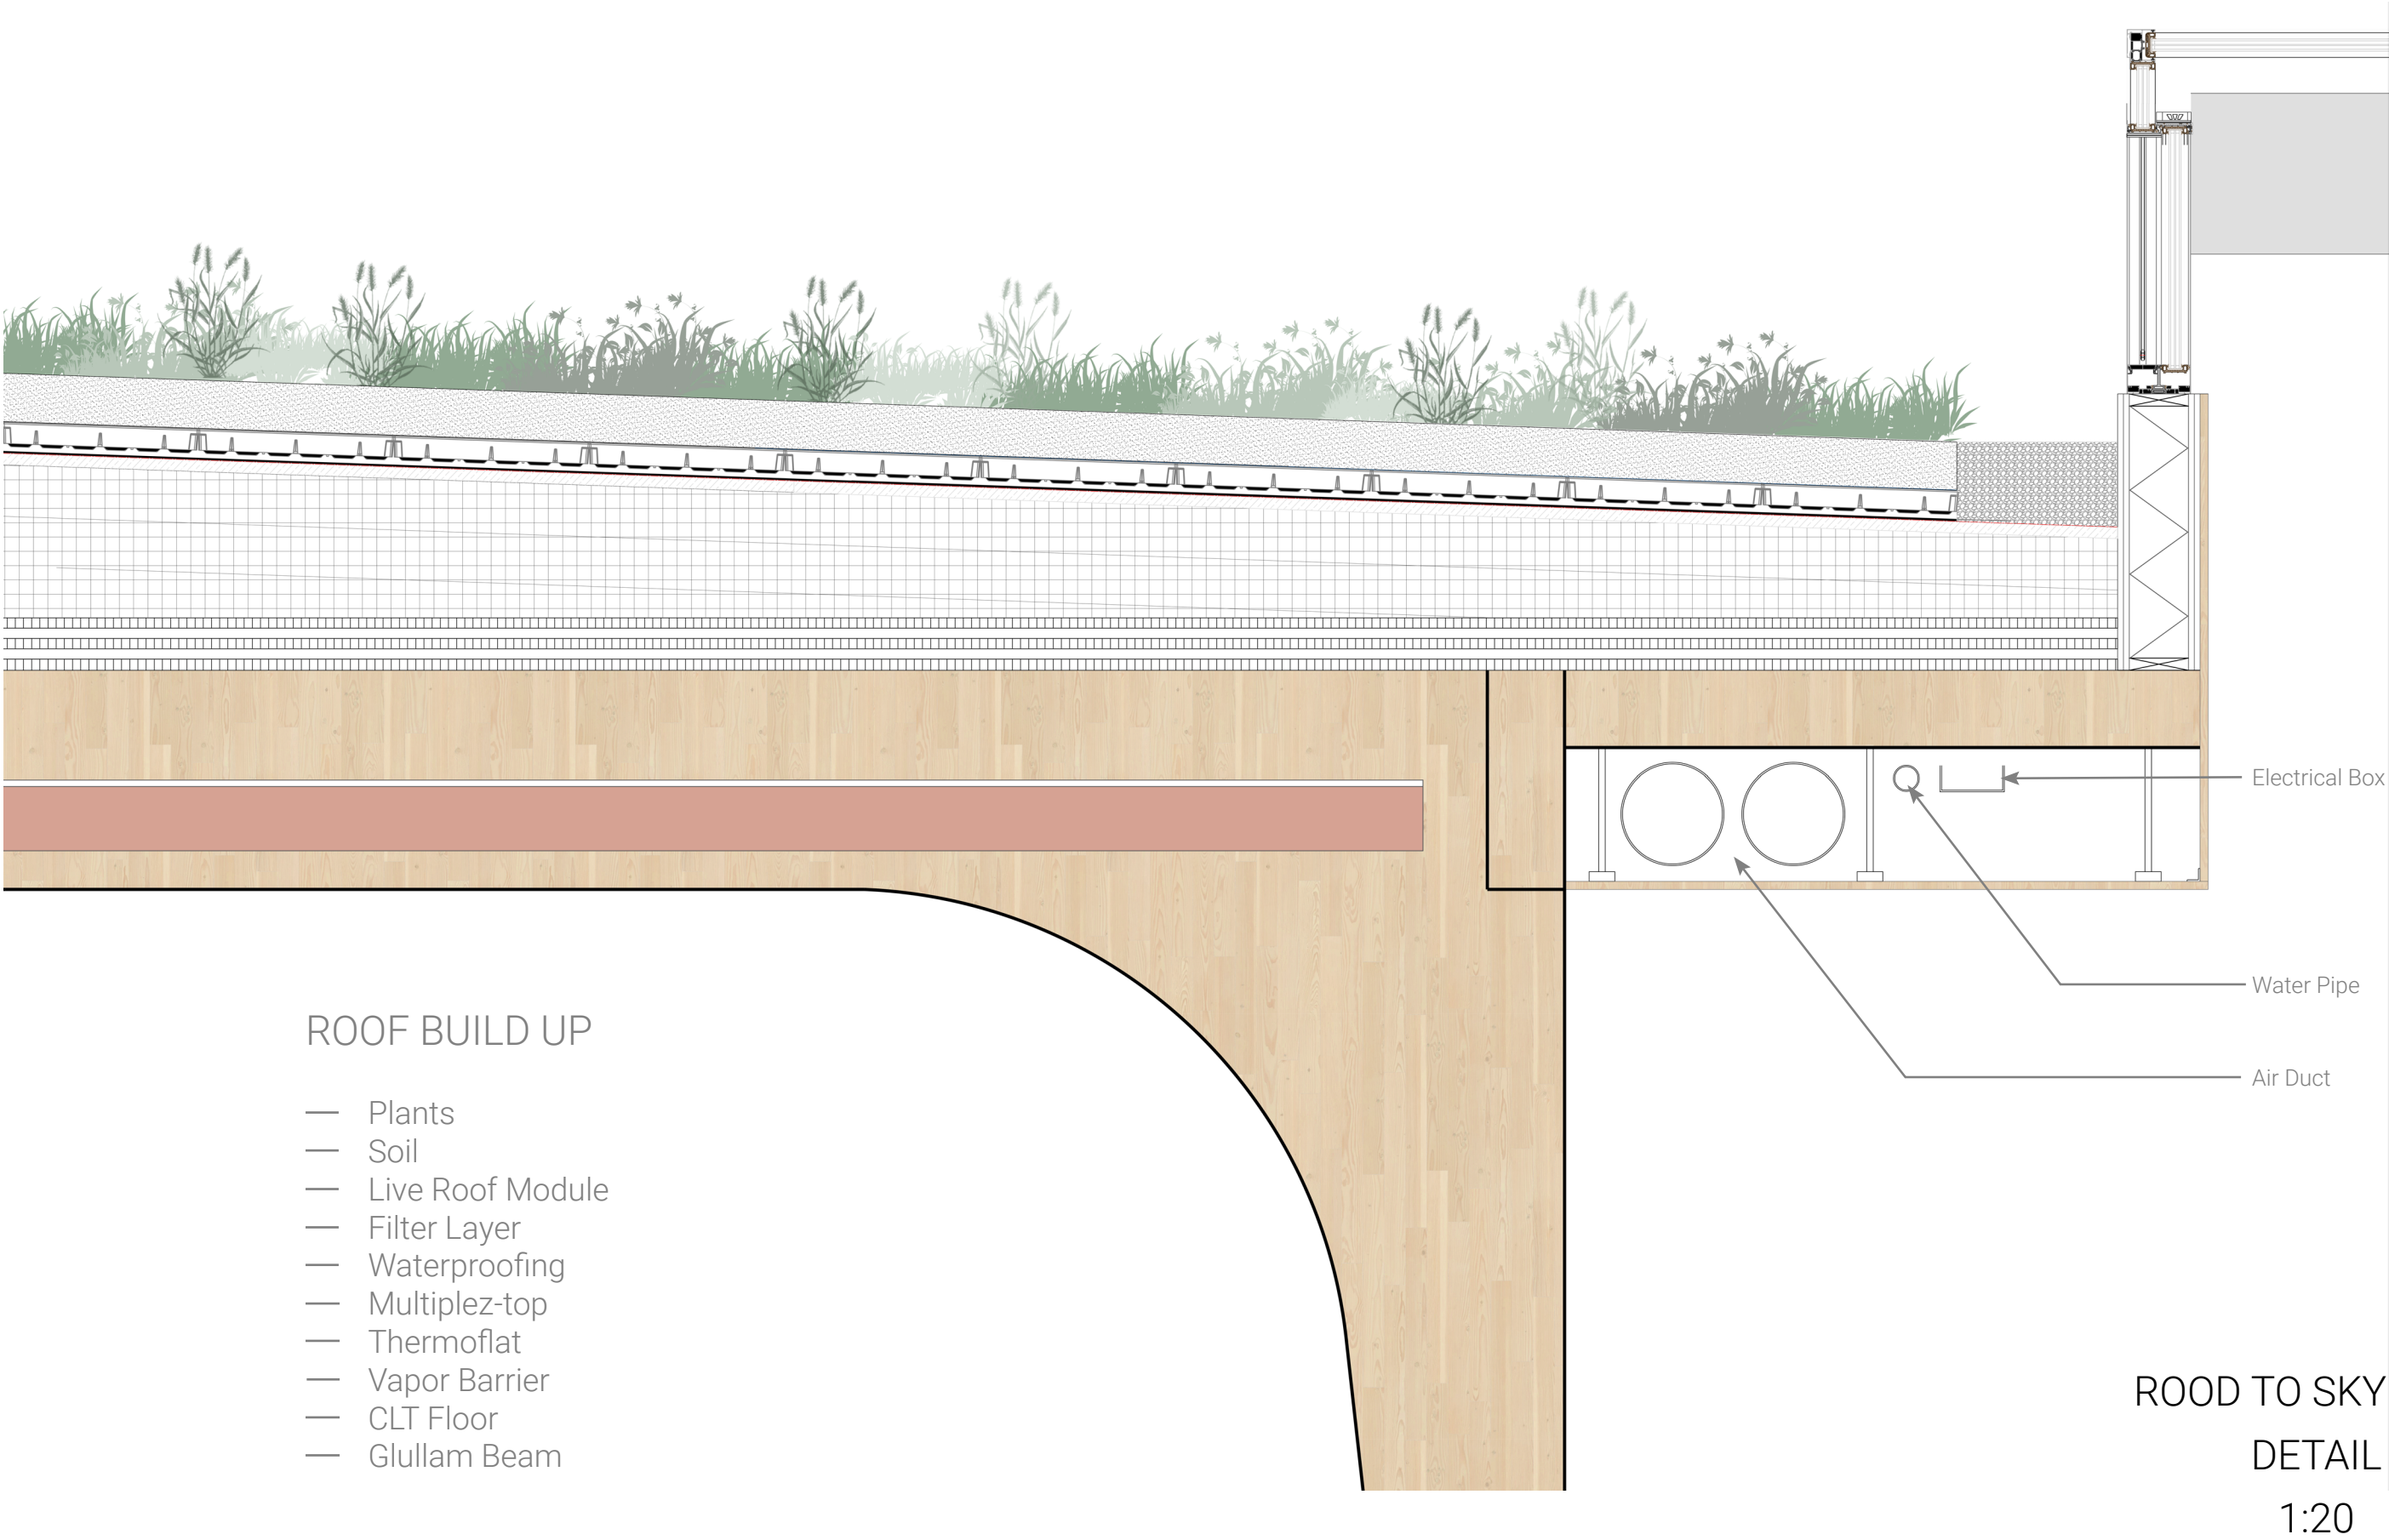 Electrical Box
Water Pipe
Air Duct
ROOF BUILD UP
— Plants
— Soil
— Live Roof Module
— Filter Layer
— Waterproofing
— Multiplez-top
— Thermoflat
— Vapor Barrier
— CLT Floor
— Glullam Beam
ROOD TO SKY
DETAIL
1:20